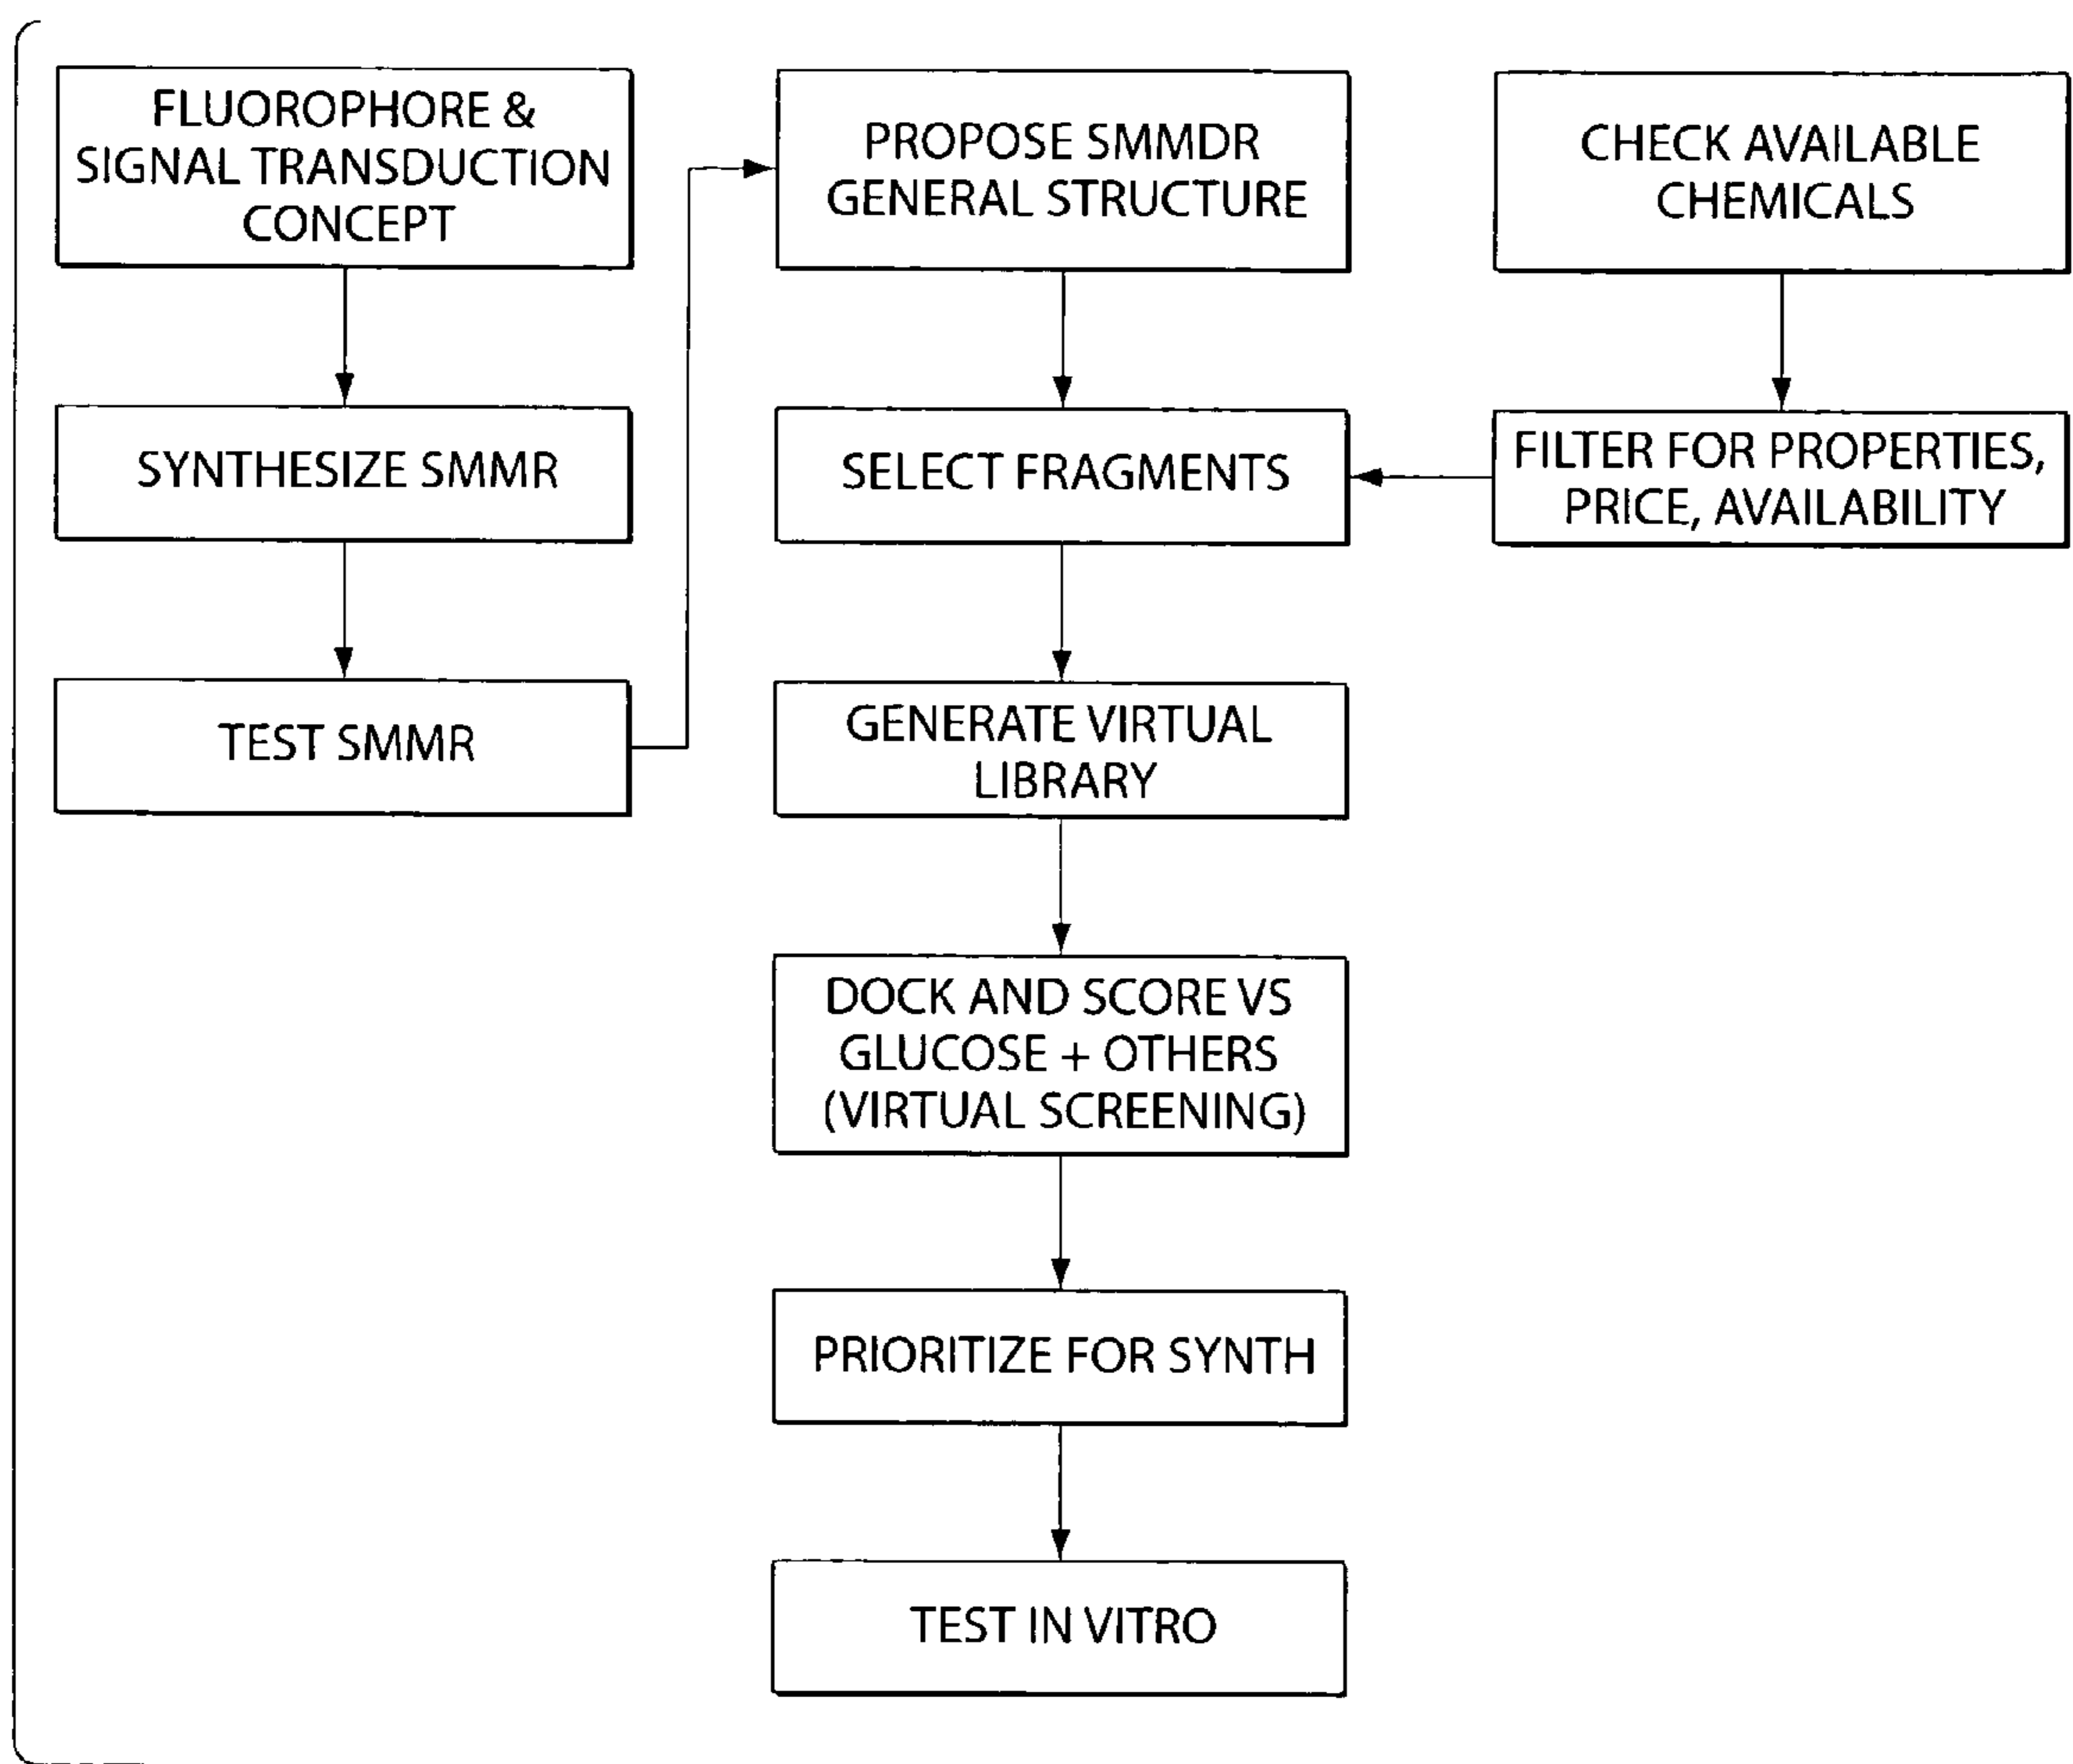 FLUOROPHORE &
SIGNAL TRANSDUCTION
CONCEPT
SYNTHESIZE SMMR
TEST SMMR
PROPOSE SMMDR
GENERAL STRUCTURE
SELECT FRAGMENTS
GENERATE VIRTUAL
LIBRARY
DOCK AND SCORE VS
GLUCOSE + OTHERS
(VIRTUAL SCREENING)
PRIORITIZE FOR SYNTH
TEST IN VITRO
CHECK AVAILABLE
CHEMICALS
FILTER FOR PROPERTIES,
PRICE, AVAILABILITY